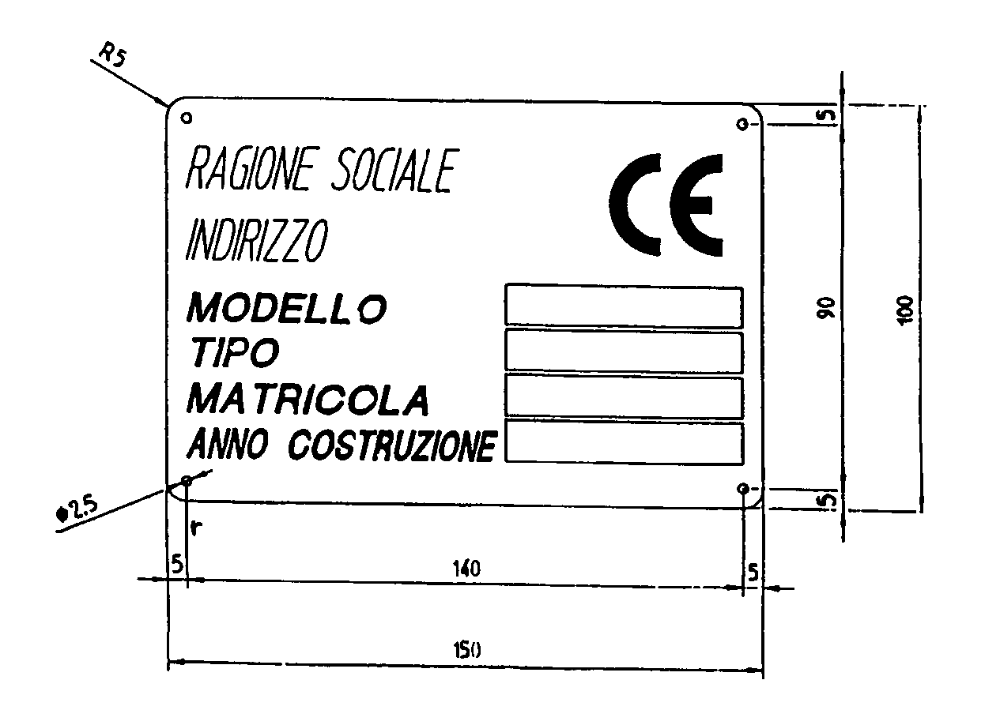 R5
5
RAGIONE SOCIALE
CE
INDIRIZZO
MODELLO
90
100
TIPO
MATRICOLA
ANNO COSTRUZIONE
ϕ2.5
5
r
5
140
5
150